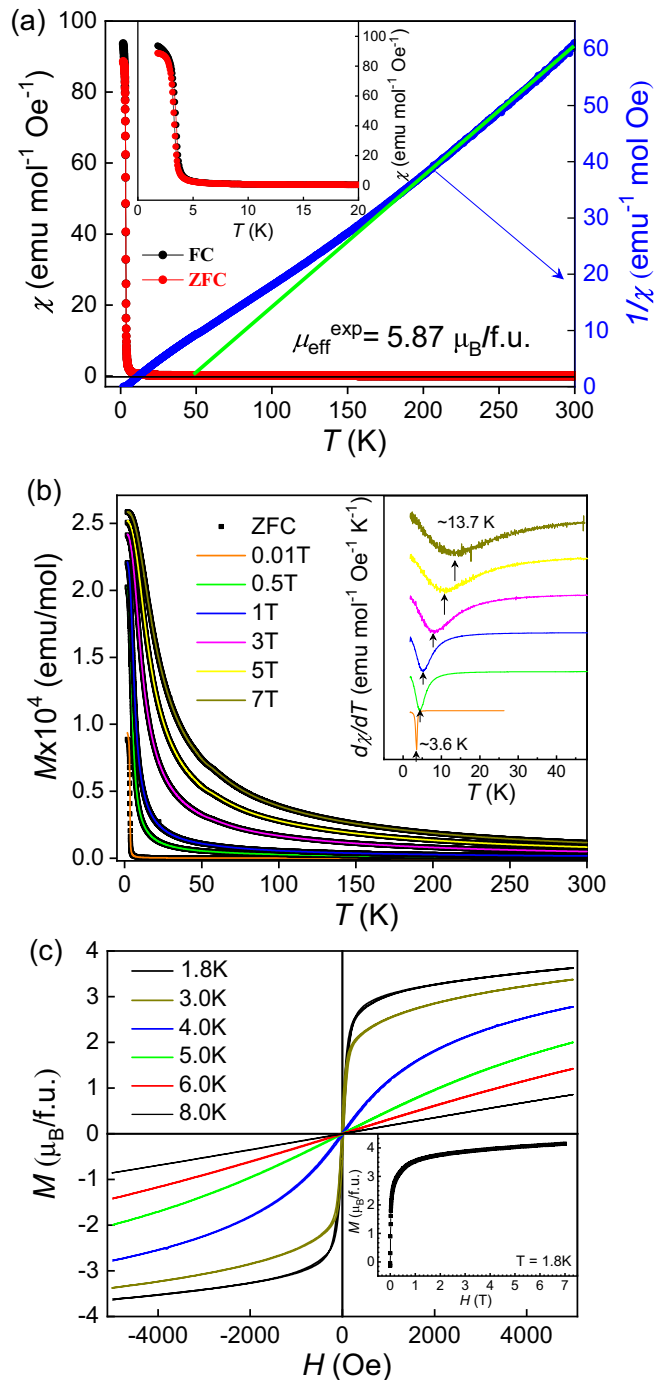 (a)
100
80
60
40
20
0
χ (emu mol⁻¹ Oe⁻¹)
0 50 100 150 200 250 300
T (K)
60
50
40
30
20
10
0
1/χ (emu⁻¹ mol Oe)
100
80
60
40
20
0
χ (emu mol⁻¹ Oe⁻¹)
0 5 10 15 20
T (K)
FC
ZFC
μ_eff^exp= 5.87 μ_B/f.u.
(b)
2.5
2.0
1.5
1.0
0.5
0.0
Mx10⁴ (emu/mol)
0 50 100 150 200 250 300
T (K)
ZFC
0.01T
0.5T
1T
3T
5T
7T
dχ/dT (emu mol⁻¹ Oe⁻¹ K⁻¹)
~13.7 K
~3.6 K
0 10 20 30 40
T (K)
(c)
4
3
2
1
0
-1
-2
-3
-4
M (μ_B/f.u.)
-4000 -2000 0 2000 4000
H (Oe)
1.8K
3.0K
4.0K
5.0K
6.0K
8.0K
4
3
2
1
0
M (μ_B/f.u.)
T = 1.8K
0 1 2 3 4 5 6 7
H (T)